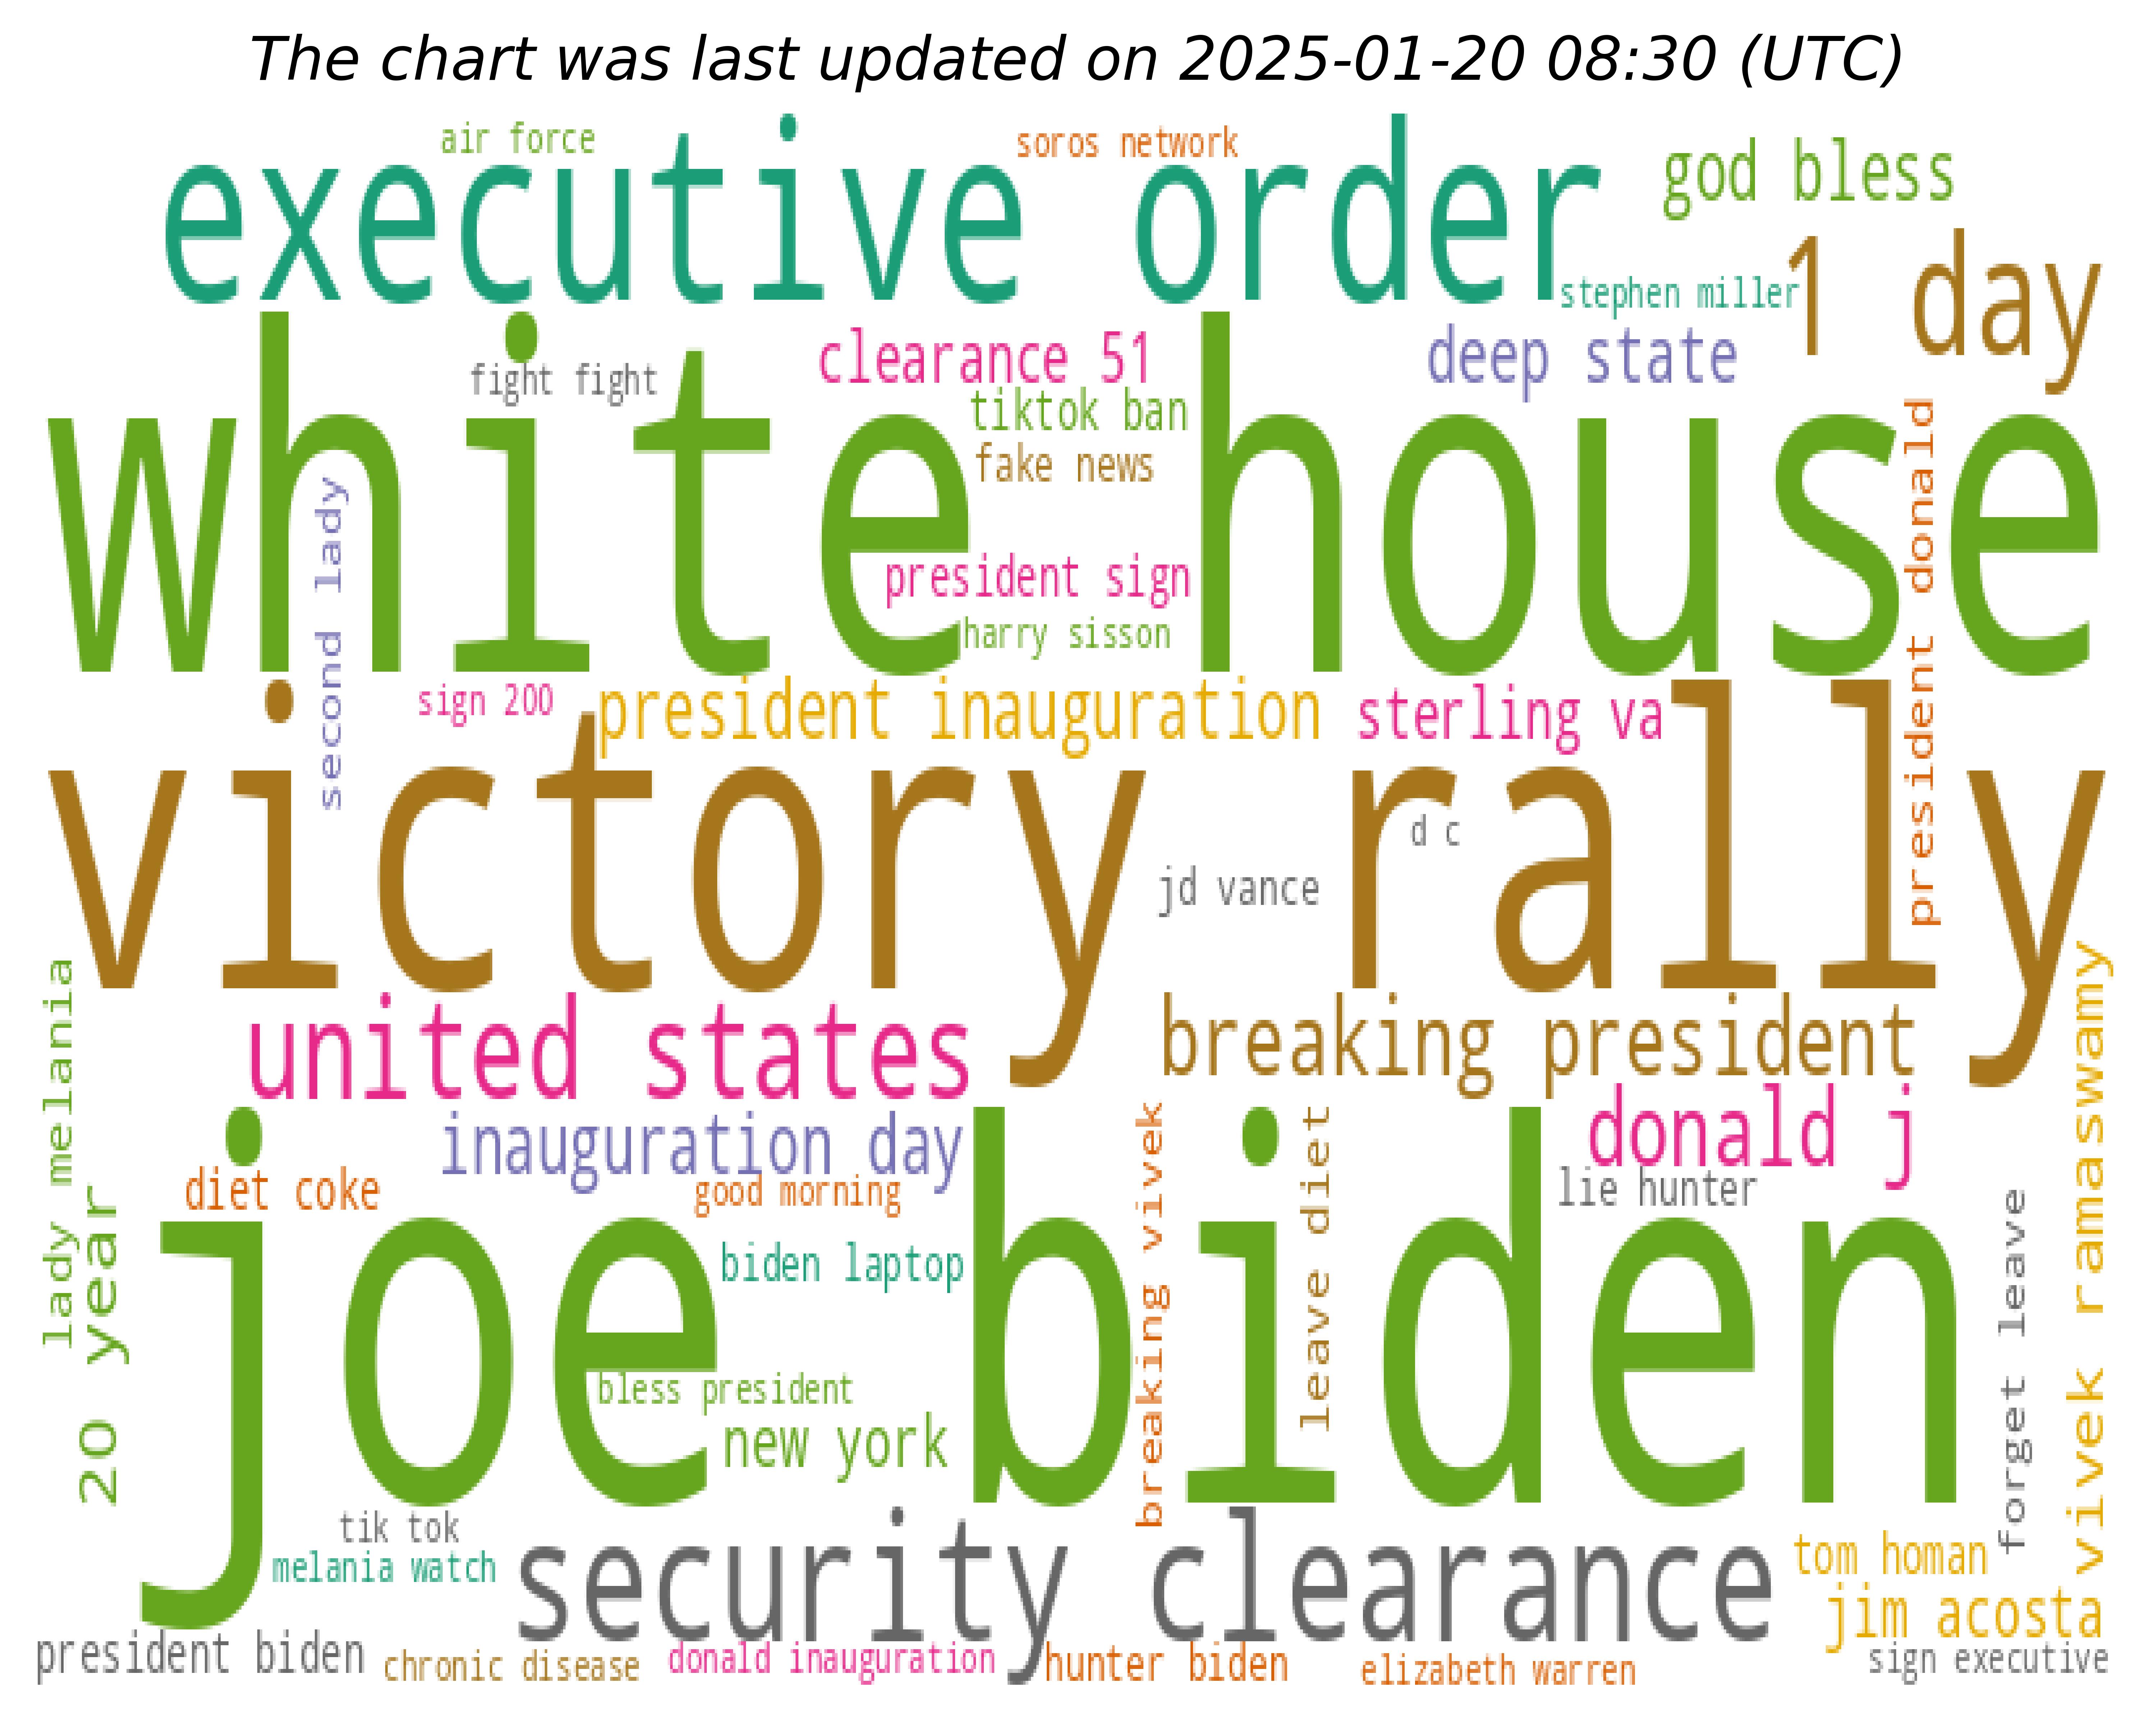 The chart was last updated on 2025-01-20 08:30 (UTC)
air force
soros network
god bless
executive order
1 day
stephen miller
clearance 51
deep state
fight fight
tiktok ban
white house
fake news
president donald
second lady
president sign
harry sisson
sign 200
president inauguration
sterling va
victory rally
d c
jd vance
lady melania
vivek ramaswamy
united states
breaking president
donald j
inauguration day
breaking vivek
leave diet
diet coke
good morning
lie hunter
20 year
forget leave
joe biden
biden laptop
bless president
new york
tik tok
melania watch
security clearance
tom homan
jim acosta
president biden
chronic disease
donald inauguration
hunter biden
elizabeth warren
sign executive